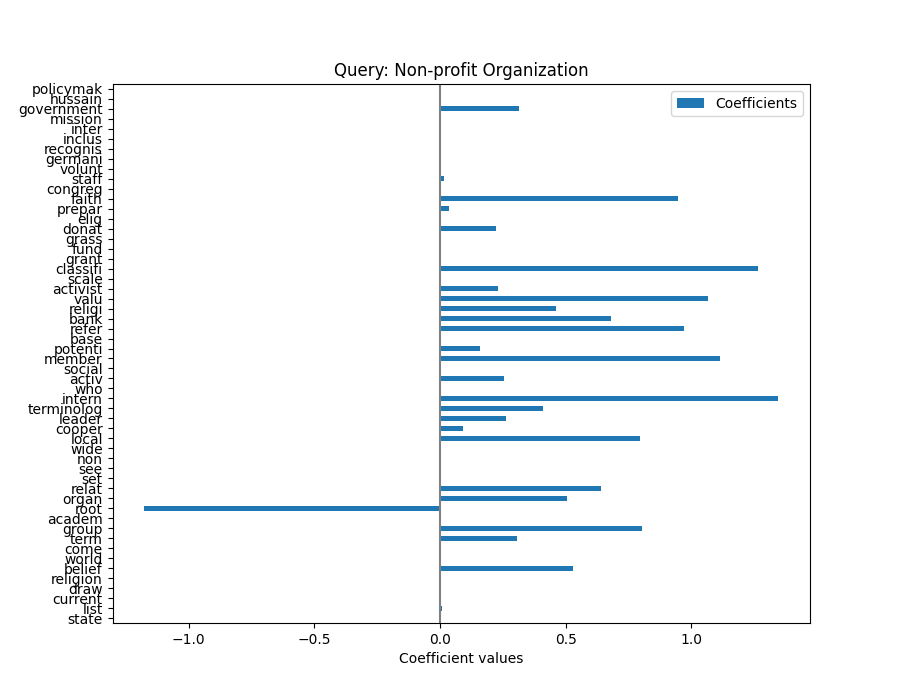 Query: Non-profit Organization
Coefficients
policymak
hussain
government
mission
inter
inclus
recognis
germani
volunt
staff
congreg
faith
prepar
elig
donat
grass
fund
grant
classifi
scale
activist
valu
religi
bank
refer
base
potenti
member
social
activ
who
intern
terminolog
leader
cooper
local
wide
non
see
set
relat
organ
root
academ
group
term
come
world
belief
religion
draw
current
list
state
−1.0 −0.5 0.0 0.5 1.0
Coefficient values